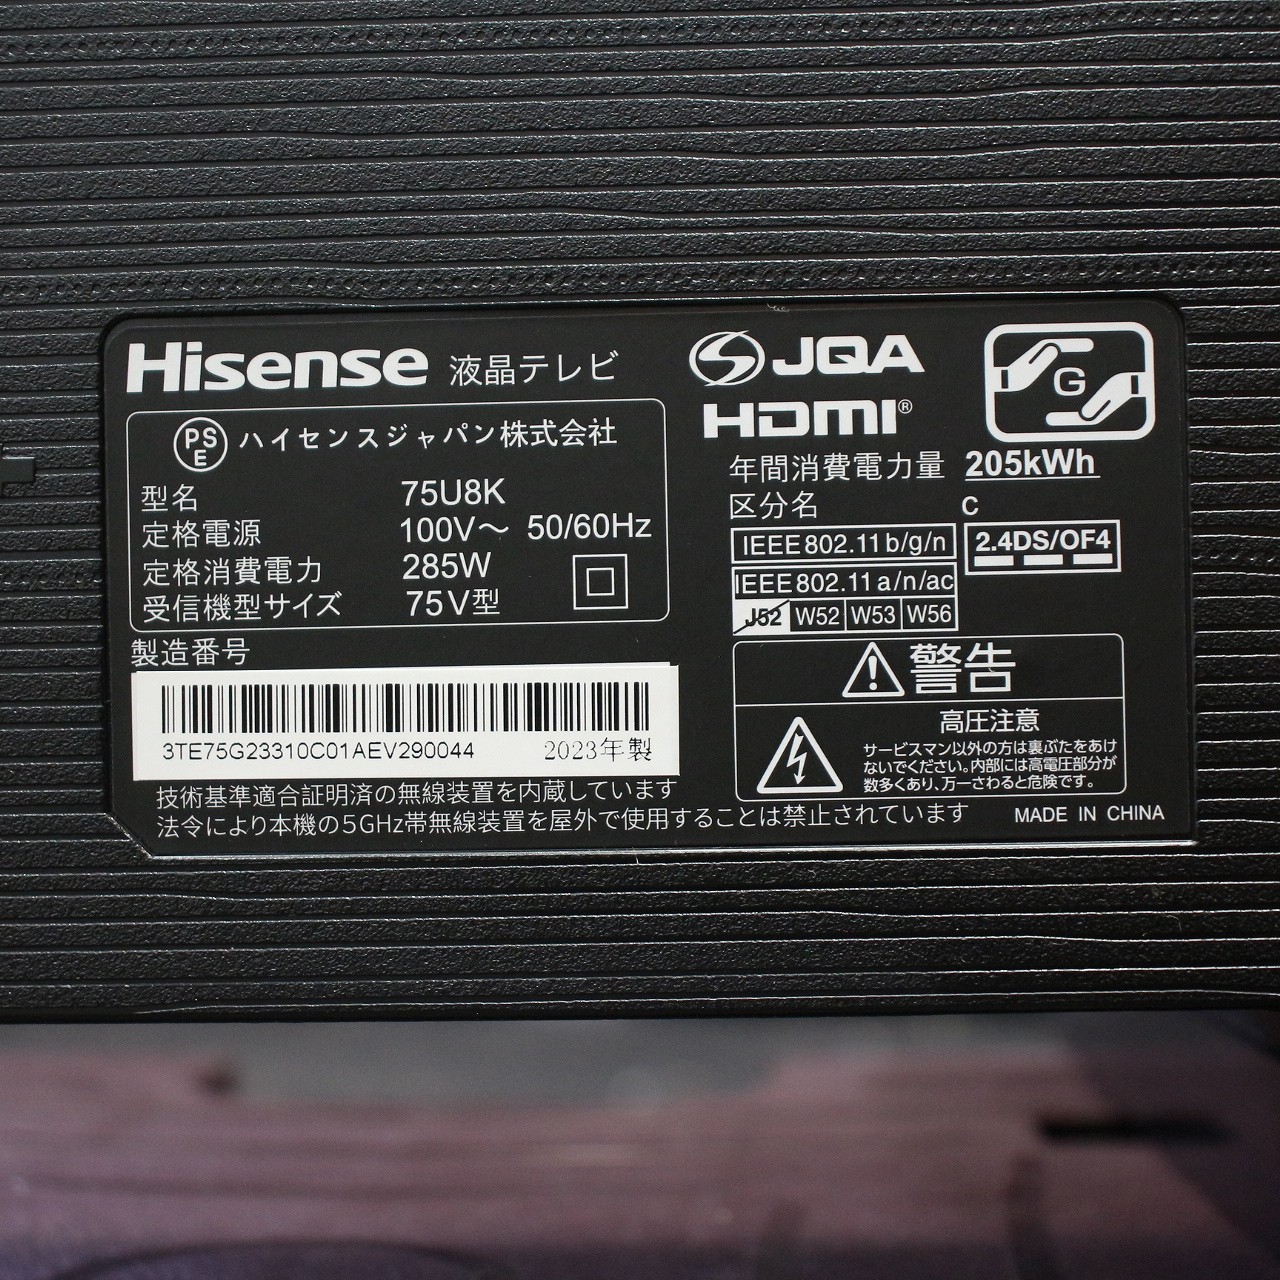 Hisense 液晶テレビ
PS
E
ハイセンスジャパン株式会社
型名 75U8K
定格電源 100V～ 50/60Hz
定格消費電力 285W
受信機型サイズ 75V型
製造番号
3TE75G23310C01AEV290044 2023年製
JQA
HDMI®
G
年間消費電力量 205kWh
区分名 C
IEEE802.11b/g/n
2.4DS/OF4
IEEE802.11a/n/ac
J52 W52 W53 W56
警告
高圧注意
サービスマン以外の方は裏ぶたをあけ
ないでください。内部には高電圧部分が
数多くあり、万一さわると危険です。
技術基準適合証明済の無線装置を内蔵しています
法令により本機の5GHz帯無線装置を屋外で使用することは禁止されています
MADE IN CHINA